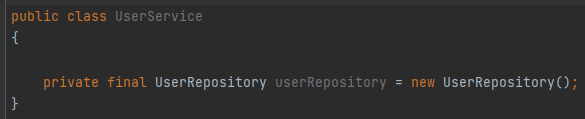 public class UserService
{
private final UserRepository userRepository = new UserRepository();
}